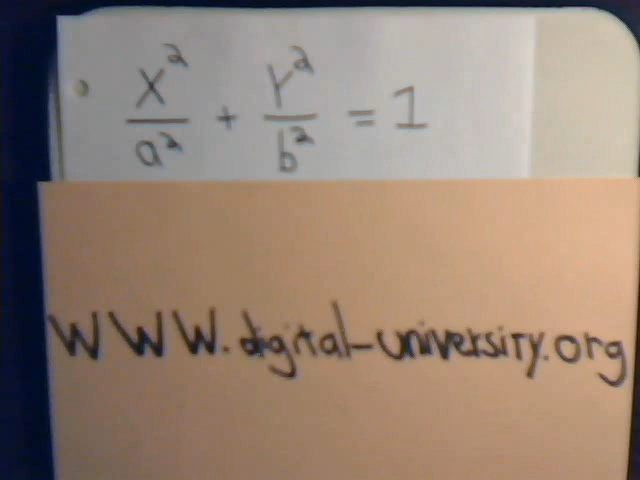 x²/a² + y²/b² = 1
www.digital-university.org